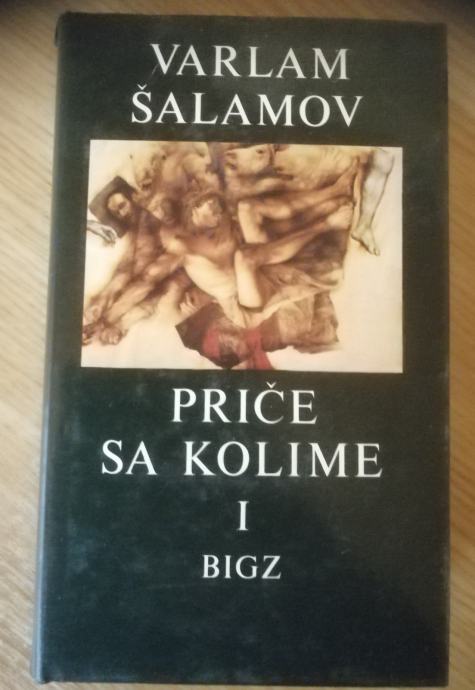 VARLAM
ŠALAMOV
PRIČE
SA KOLIME
I
BIGZ